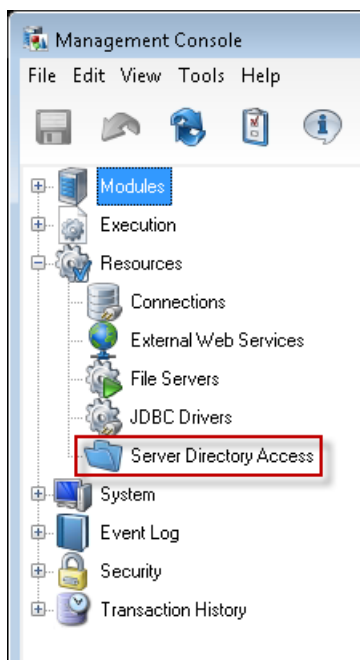 Management Console
File Edit View Tools Help
Modules
Execution
Resources
Connections
External Web Services
File Servers
JDBC Drivers
Server Directory Access
System
Event Log
Security
Transaction History